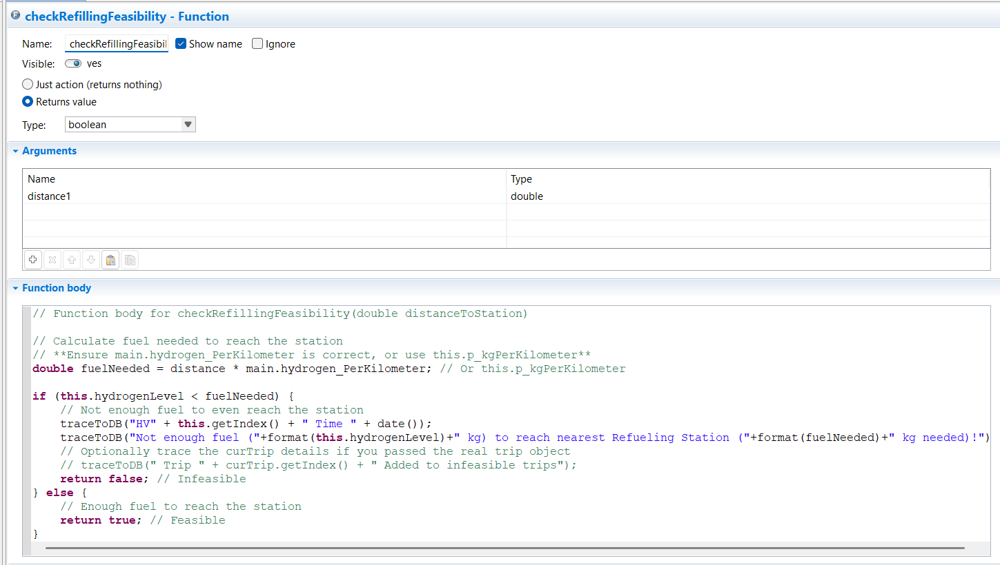 checkRefillingFeasibility - Function
Name: checkRefillingFeasibil Show name Ignore
Visible: yes
Just action (returns nothing)
Returns value
Type: boolean
Arguments
Name Type
distance1 double
Function body
// Function body for checkRefillingFeasibility(double distanceToStation)
// Calculate fuel needed to reach the station
// **Ensure main.hydrogen_PerKilometer is correct, or use this.p_kgPerKilometer**
double fuelNeeded = distance * main.hydrogen_PerKilometer; // Or this.p_kgPerKilometer
if (this.hydrogenLevel < fuelNeeded) {
// Not enough fuel to even reach the station
traceToDB("HV" + this.getIndex() + " Time " + date());
traceToDB("Not enough fuel ("+format(this.hydrogenLevel)+" kg) to reach nearest Refueling Station ("+format(fuelNeeded)+" kg needed)!")
// Optionally trace the curTrip details if you passed the real trip object
// traceToDB(" Trip " + curTrip.getIndex() + " Added to infeasible trips");
return false; // Infeasible
} else {
// Enough fuel to reach the station
return true; // Feasible
}